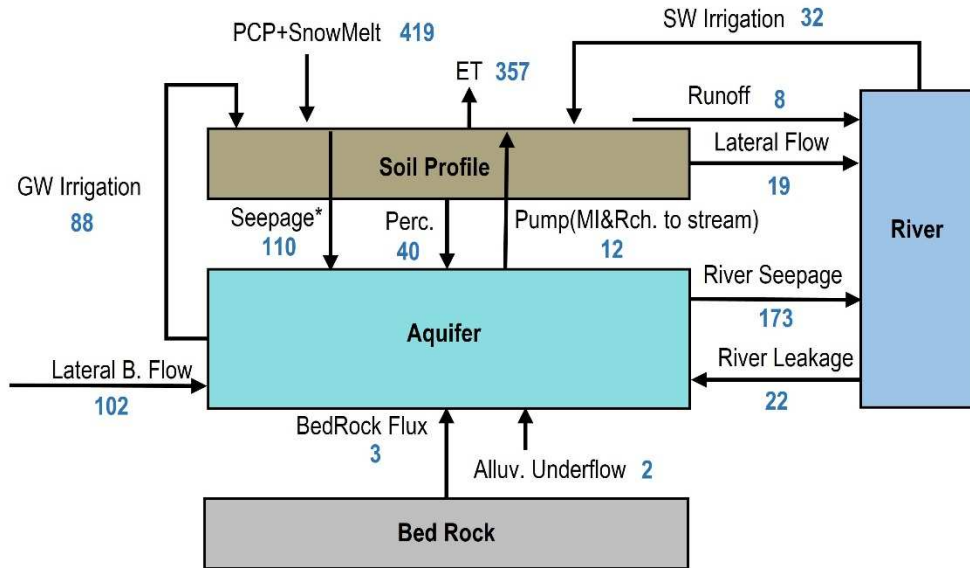 SW Irrigation 32
PCP+SnowMelt 419
ET 357
Runoff 8
Soil Profile
Lateral Flow
19
GW Irrigation
88
Seepage*
110
Perc.
40
Pump(MI&Rch. to stream)
12
River
River Seepage
173
Aquifer
River Leakage
22
Lateral B. Flow
102
BedRock Flux
3
Alluv. Underflow 2
Bed Rock